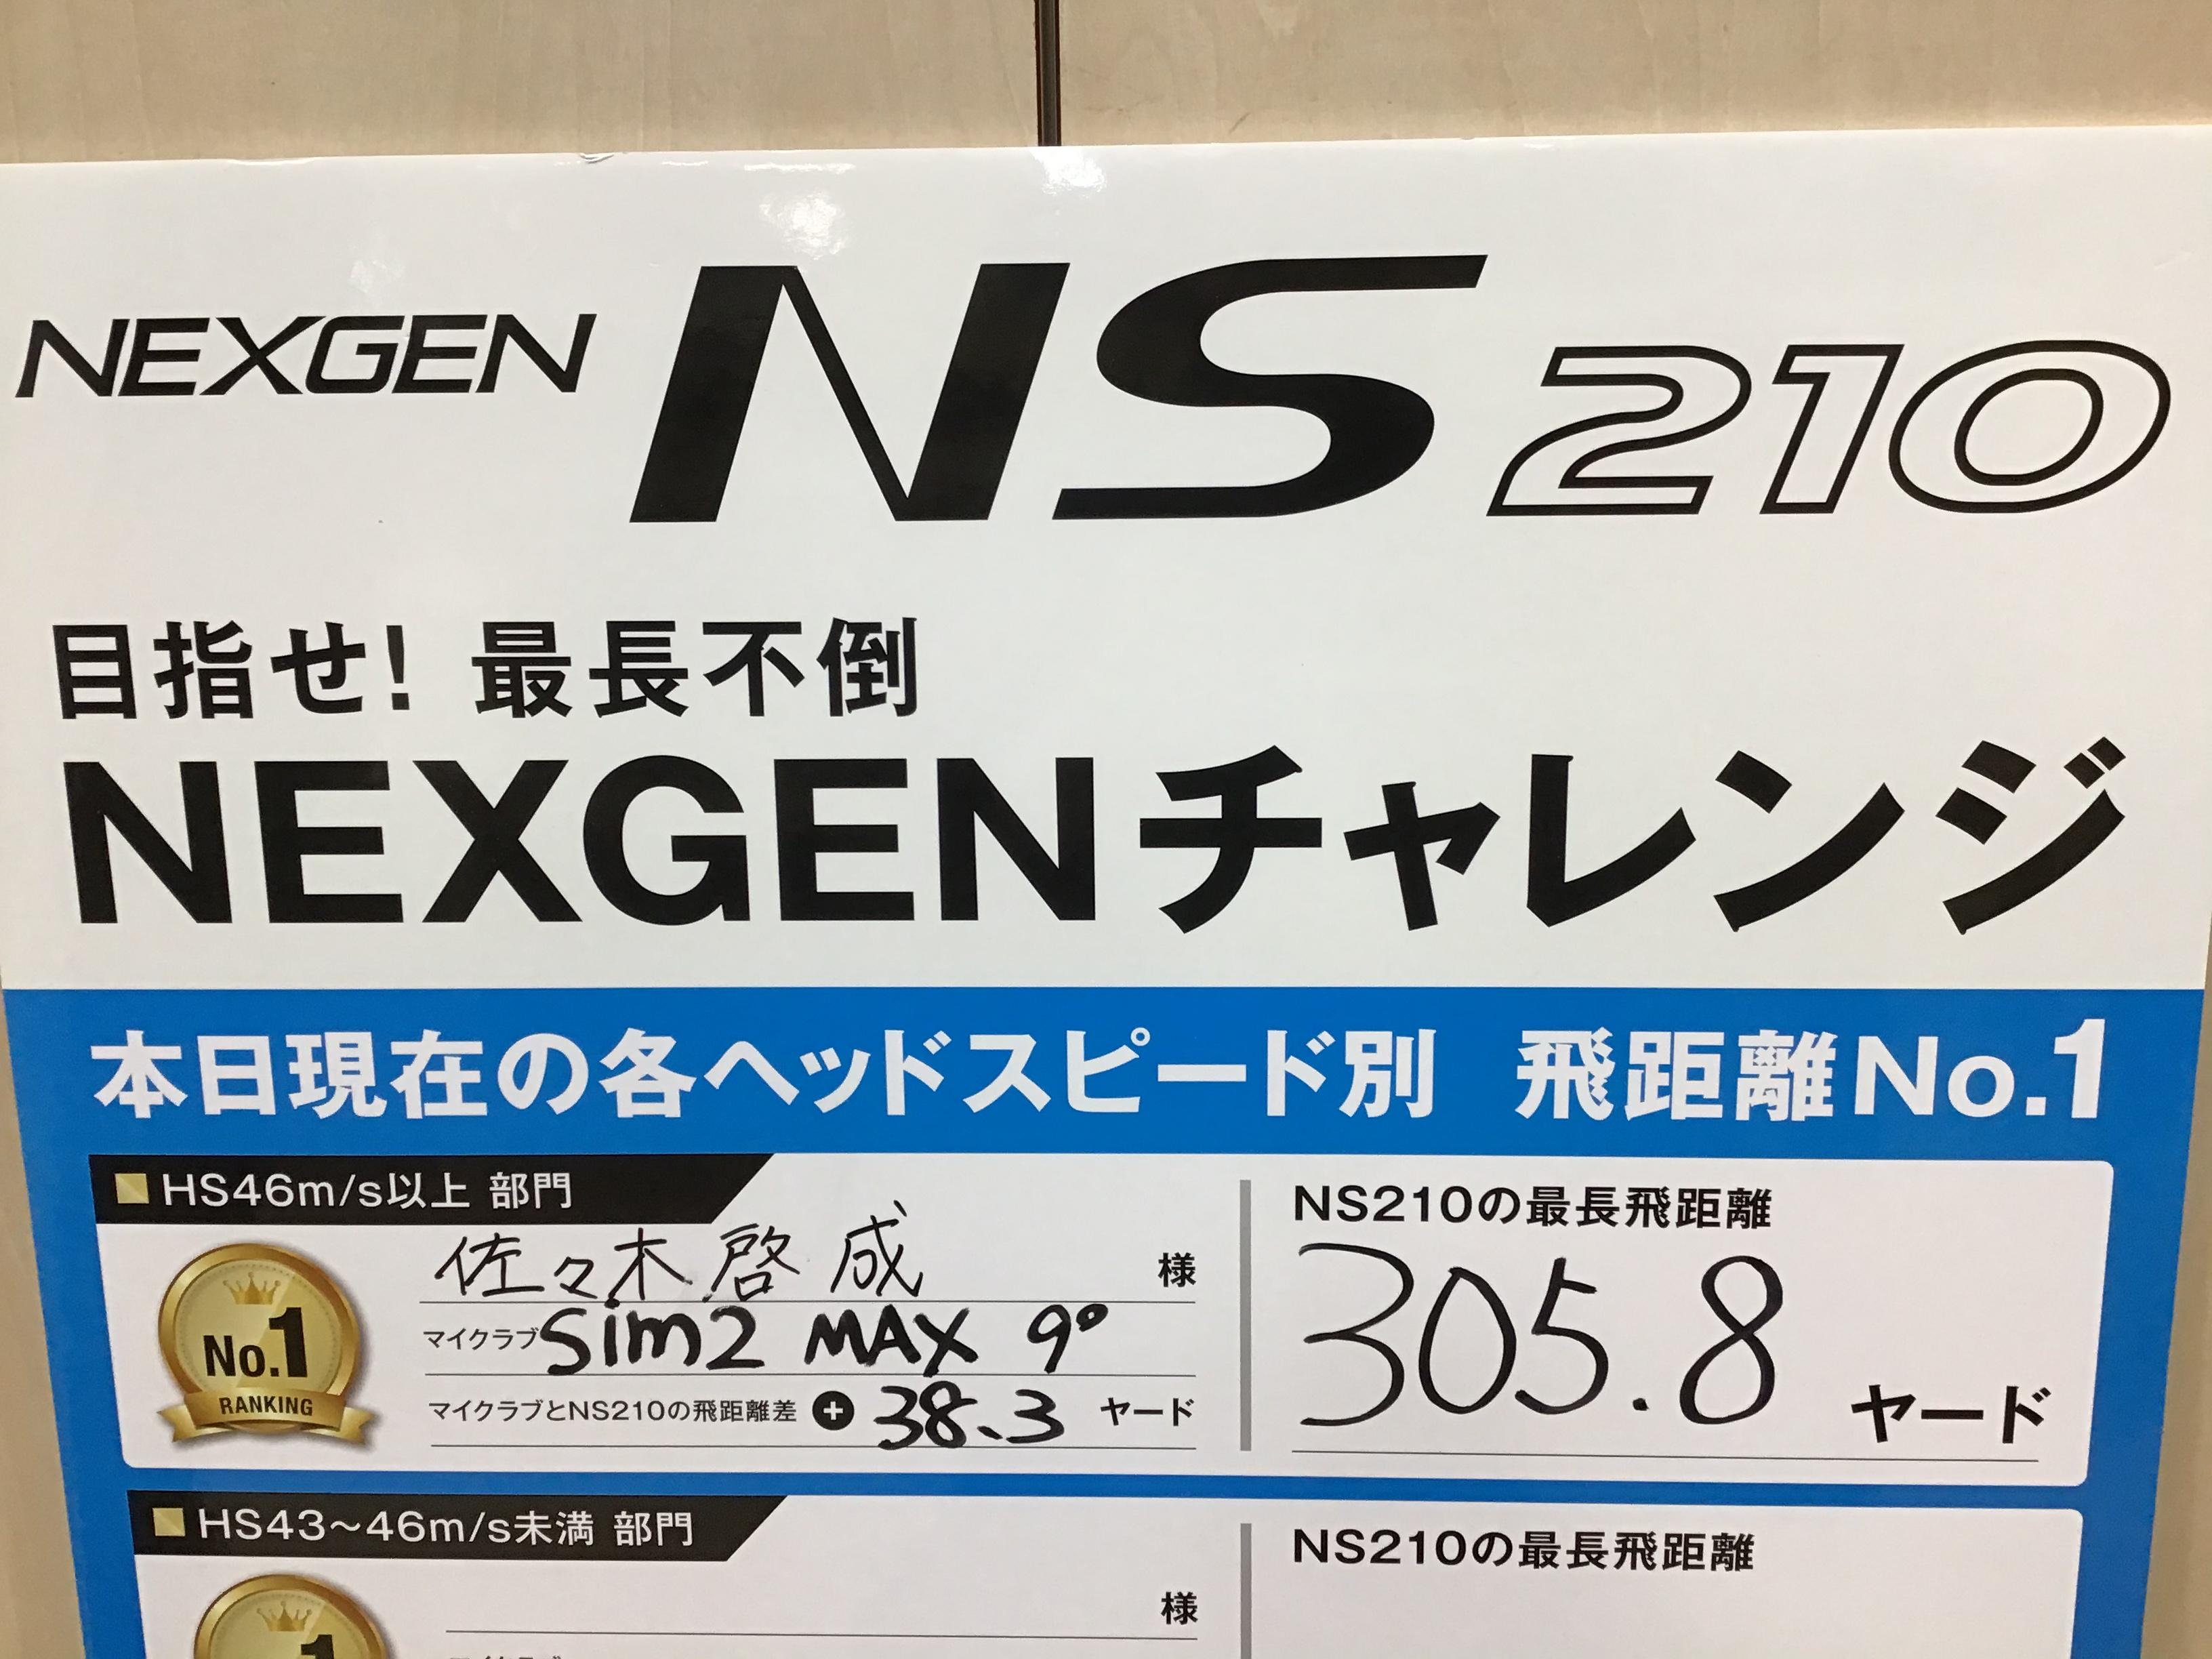 NEXGEN NS210
目指せ! 最長不倒
NEXGENチャレンジ
本日現在の各ヘッドスピード別 飛距離No.1
HS46m/s以上 部門
No.1
RANKING
佐々木 啓成 様
マイクラブ Sim2 MAX 9°
マイクラブとNS210の飛距離差 + 38.3 ヤード
NS210の最長飛距離
305.8 ヤード
HS43～46m/s未満 部門
様
NS210の最長飛距離